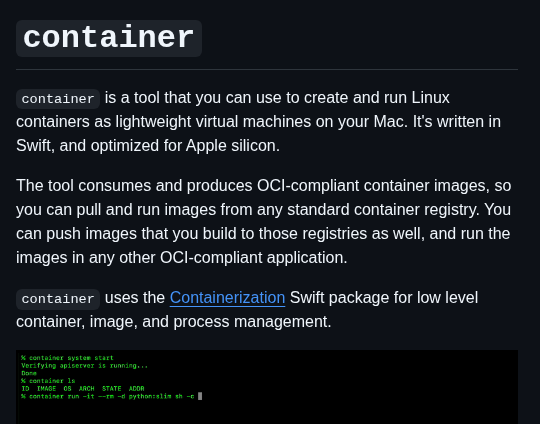 container
container is a tool that you can use to create and run Linux
containers as lightweight virtual machines on your Mac. It's written in
Swift, and optimized for Apple silicon.
The tool consumes and produces OCI-compliant container images, so
you can pull and run images from any standard container registry. You
can push images that you build to those registries as well, and run the
images in any other OCI-compliant application.
container uses the Containerization Swift package for low level
container, image, and process management.
% container system start
Verifying apiserver is running...
Done
% container ls
ID IMAGE OS ARCH STATE ADDR
% container run -it --rm -d python:slim sh -c